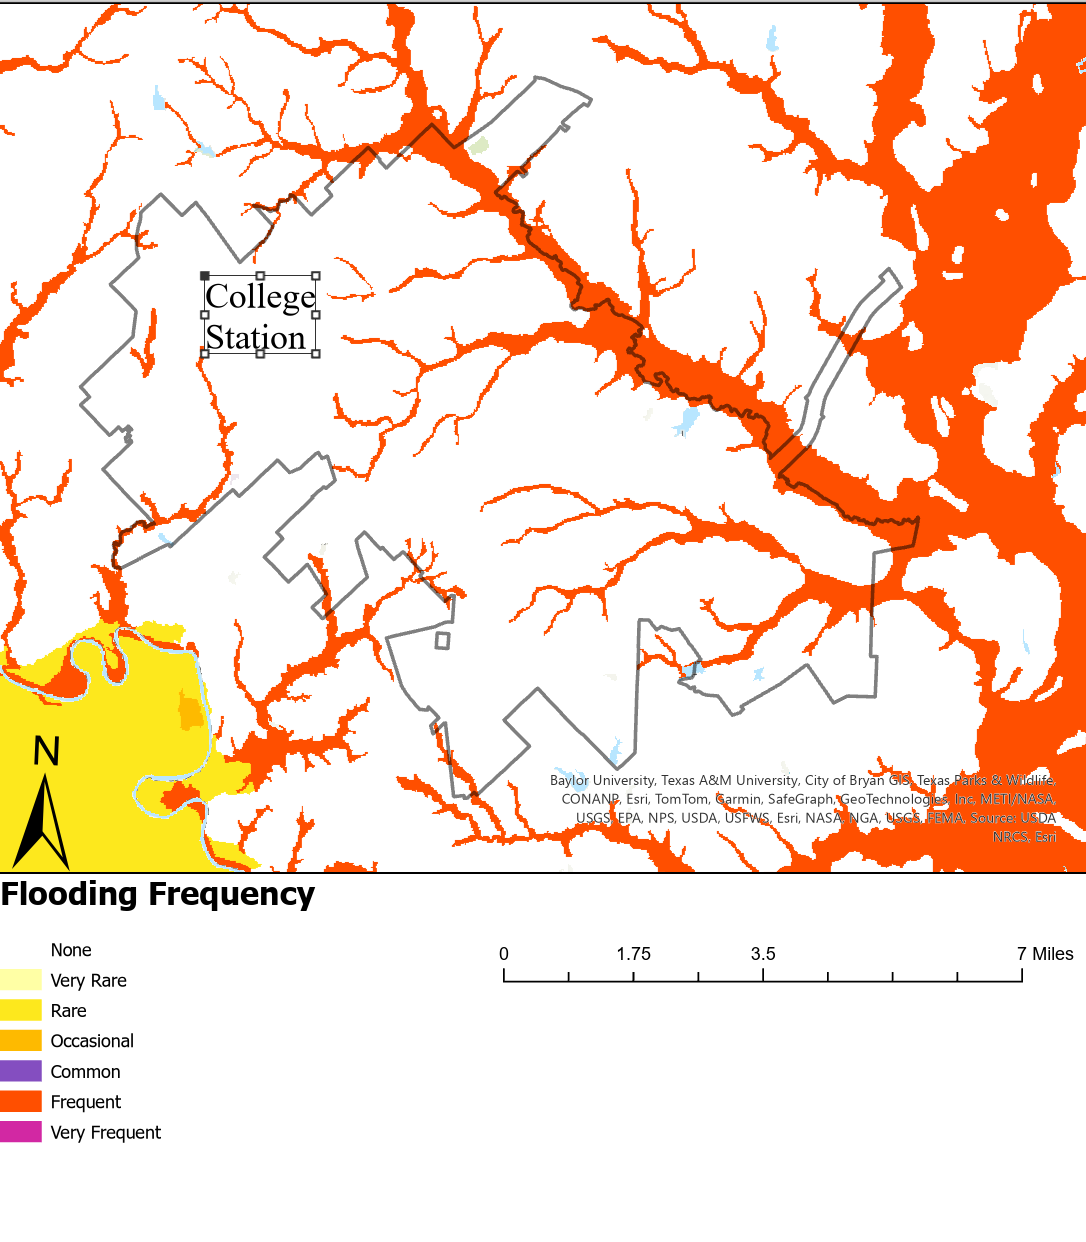 College
Station
N
Baylor University, Texas A&M University, City of Bryan GIS, Texas Parks & Wildlife,
CONANP, Esri, TomTom, Garmin, SafeGraph, GeoTechnologies, Inc, METI/NASA,
USGS, EPA, NPS, USDA, USFWS, Esri, NASA, NGA, USGS, FEMA, Source: USDA
NRCS, Esri
Flooding Frequency
None
Very Rare
Rare
Occasional
Common
Frequent
Very Frequent
0 1.75 3.5 7 Miles